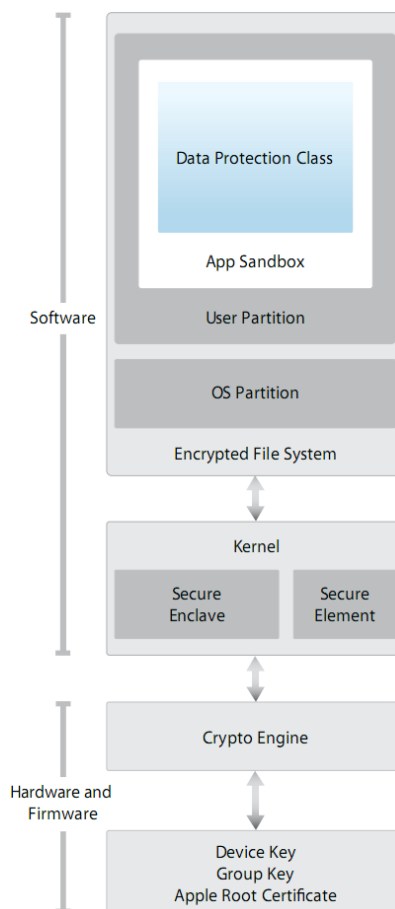 Data Protection Class
App Sandbox
User Partition
OS Partition
Encrypted File System
Software
Kernel
Secure
Enclave
Secure
Element
Crypto Engine
Hardware and
Firmware
Device Key
Group Key
Apple Root Certificate